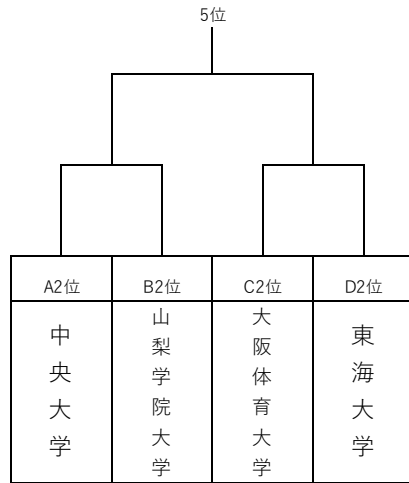 5位
A2位
B2位
C2位
D2位
中央大学
山梨学院大学
大阪体育大学
東海大学